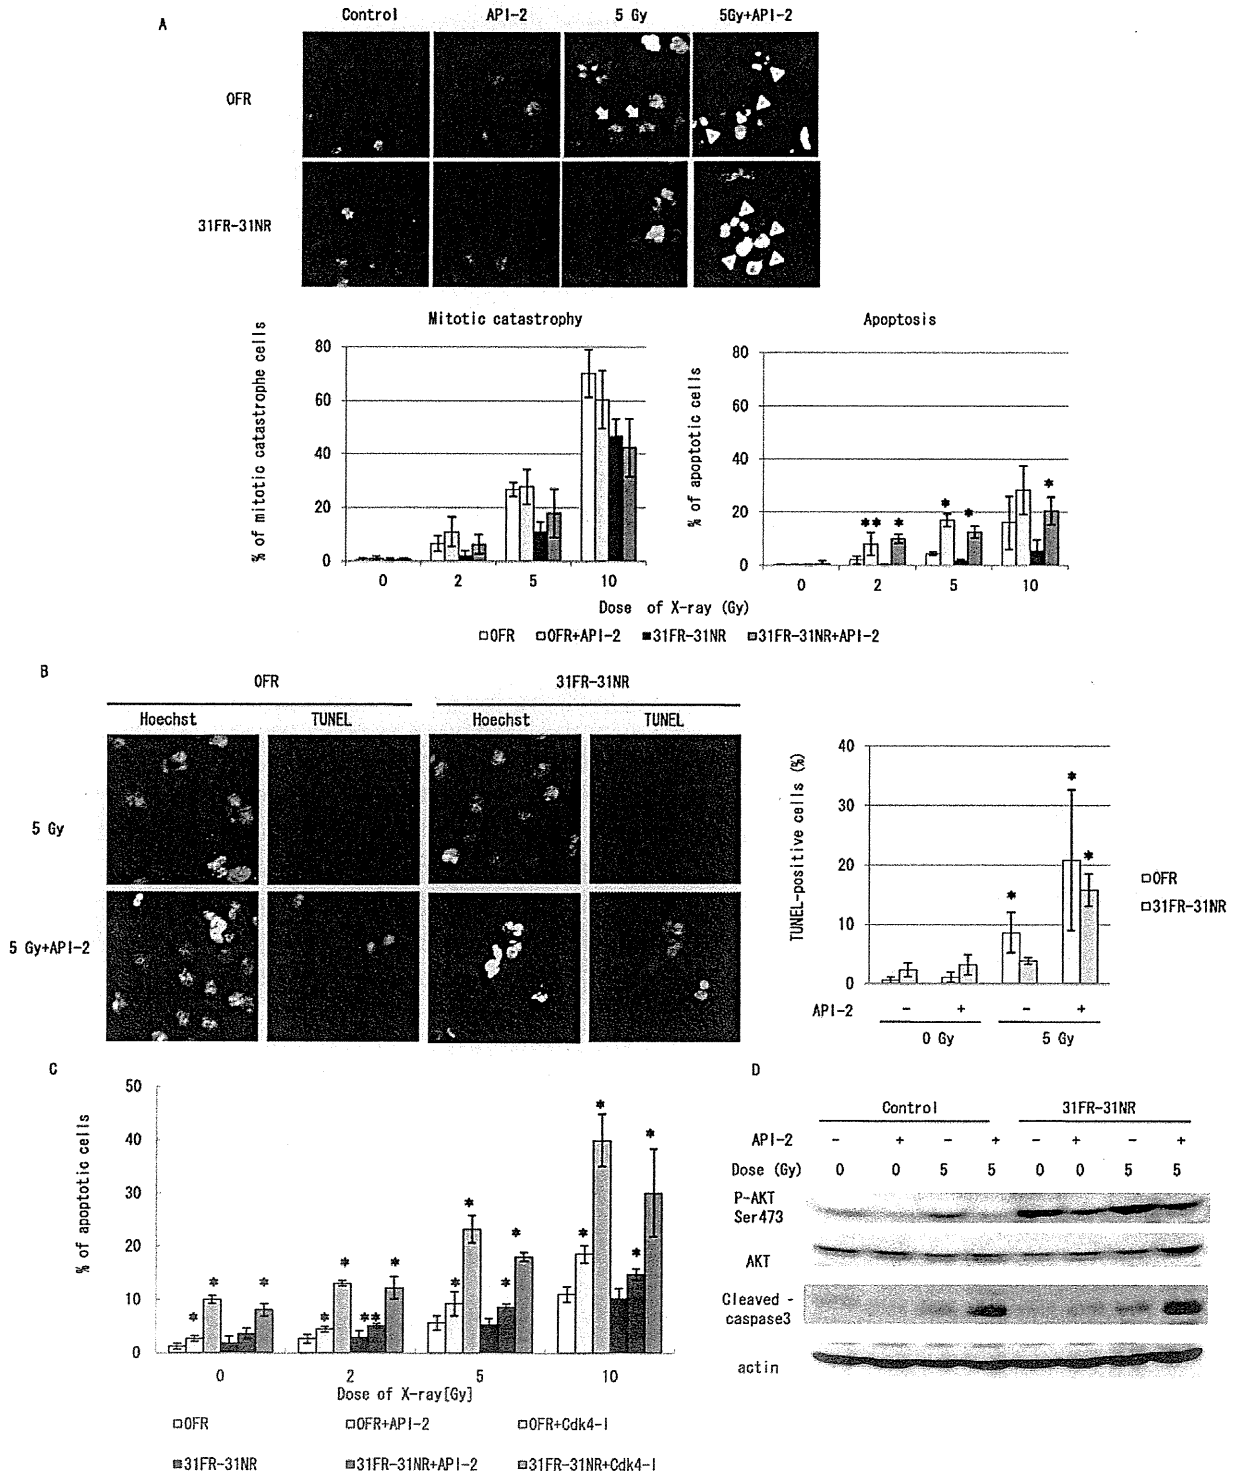 A
Control API-2 5 Gy 5Gy+API-2
OFR
31FR-31NR
Mitotic catastrophy
% of mitotic catastrophe cells
80
60
40
20
0
0 2 5 10
Apoptosis
% of apoptotic cells
80
60
40
20
0
** * * * *
0 2 5 10
Dose of X-ray (Gy)
OFR OFR+API-2 31FR-31NR 31FR-31NR+API-2
B
OFR 31FR-31NR
Hoechst TUNEL Hoechst TUNEL
5 Gy
5 Gy+API-2
TUNEL-positive cells (%)
40
30
20
10
0
* * *
API-2 - + - +
0 Gy 5 Gy
OFR
31FR-31NR
C
% of apoptotic cells
50
40
30
20
10
0
* * * * * ** * * * * * * * * * *
0 2 5 10
Dose of X-ray[Gy]
OFR OFR+API-2 OFR+Cdk4-I
31FR-31NR 31FR-31NR+API-2 31FR-31NR+Cdk4-I
D
Control 31FR-31NR
API-2 - + - + - + - +
Dose (Gy) 0 0 5 5 0 0 5 5
P-AKT
Ser473
AKT
Cleaved -
caspase3
actin